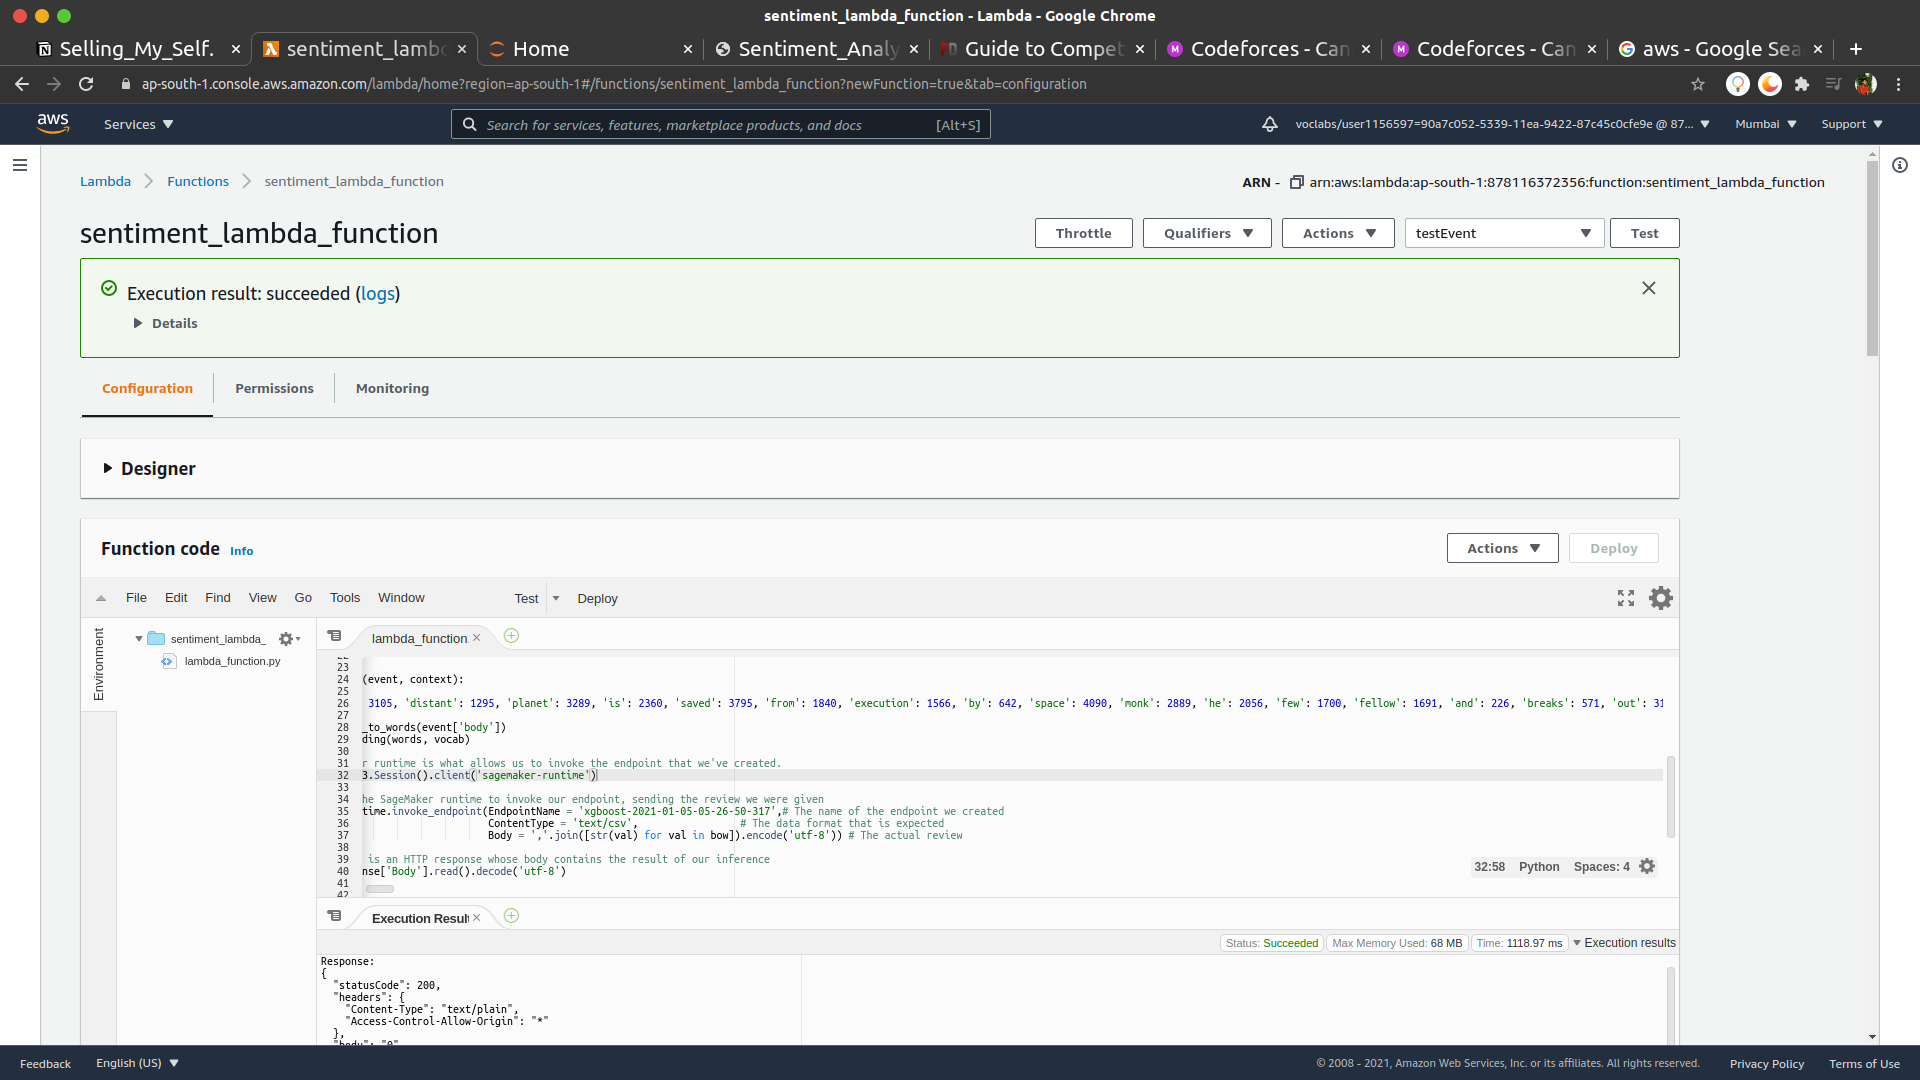 sentiment_lambda_function - Lambda - Google Chrome
Selling_My_Self.
sentiment_lambd
Home
Sentiment_Analy
Guide to Compet
Codeforces - Can
Codeforces - Can
aws - Google Sea
ap-south-1.console.aws.amazon.com/lambda/home?region=ap-south-1#/functions/sentiment_lambda_function?newFunction=true&tab=configuration
aws
Services
Search for services, features, marketplace products, and docs
[Alt+S]
voclabs/user1156597=90a7c052-5339-11ea-9422-87c45c0cfe9e @ 87...
Mumbai
Support
Lambda
Functions
sentiment_lambda_function
ARN - arn:aws:lambda:ap-south-1:878116372356:function:sentiment_lambda_function
sentiment_lambda_function
Throttle
Qualifiers
Actions
testEvent
Test
Execution result: succeeded (logs)
Details
Configuration
Permissions
Monitoring
Designer
Function code Info
Actions
Deploy
File Edit Find View Go Tools Window Test Deploy
Environment
sentiment_lambda_
lambda_function.py
lambda_function
22
23
24 (event, context):
25
26 3105, 'distant': 1295, 'planet': 3289, 'is': 2360, 'saved': 3795, 'from': 1840, 'execution': 1566, 'by': 642, 'space': 4090, 'monk': 2889, 'he': 2056, 'few': 1700, 'fellow': 1691, 'and': 226, 'breaks': 571, 'out': 31
27
28 _to_words(event['body'])
29 ding(words, vocab)
30
31 r runtime is what allows us to invoke the endpoint that we've created.
32 3.Session().client('sagemaker-runtime')
33
34 he SageMaker runtime to invoke our endpoint, sending the review we were given
35 time.invoke_endpoint(EndpointName = 'xgboost-2021-01-05-05-26-50-317',# The name of the endpoint we created
36 ContentType = 'text/csv', # The data format that is expected
37 Body = ','.join([str(val) for val in bow]).encode('utf-8')) # The actual review
38
39 is an HTTP response whose body contains the result of our inference
40 nse['Body'].read().decode('utf-8')
41
42
32:58 Python Spaces: 4
Execution Result
Status: Succeeded
Max Memory Used: 68 MB
Time: 1118.97 ms
Execution results
Response:
{
"statusCode": 200,
"headers": {
"Content-Type": "text/plain",
"Access-Control-Allow-Origin": "*"
},
"body": "0"
Feedback
English (US)
© 2008 - 2021, Amazon Web Services, Inc. or its affiliates. All rights reserved.
Privacy Policy
Terms of Use